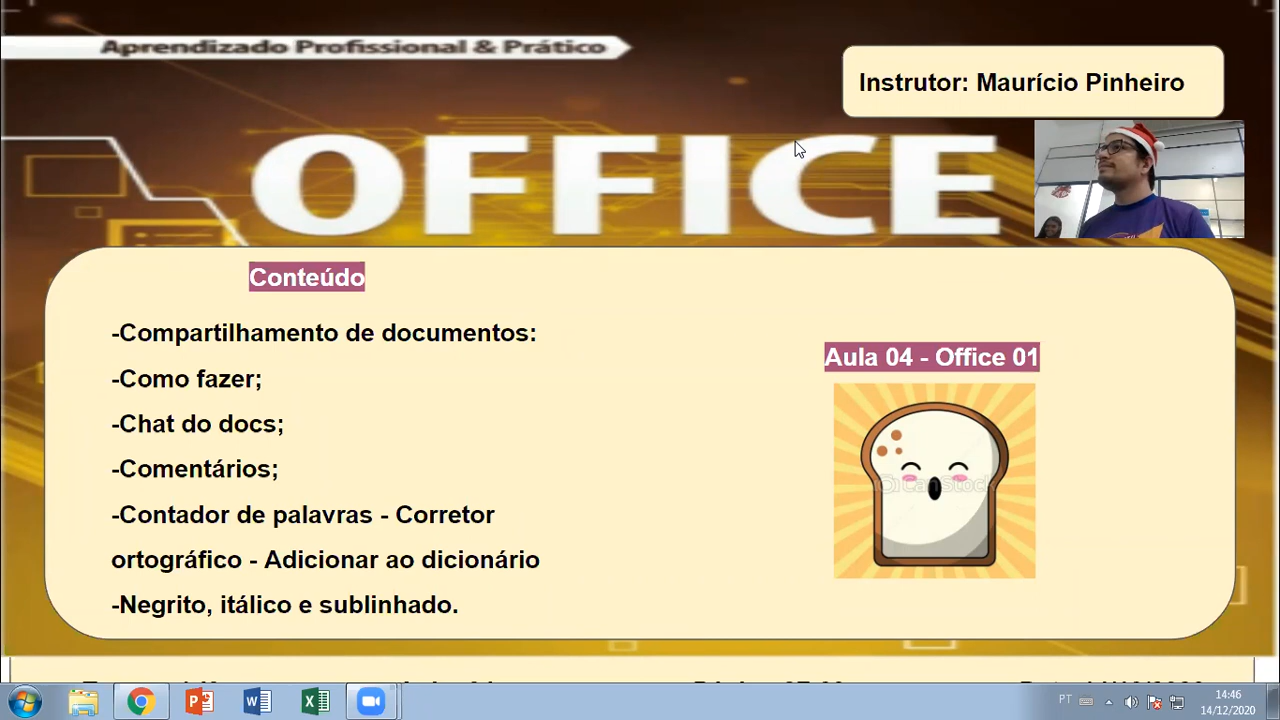 Aprendizado Profissional & Prático
Instrutor: Maurício Pinheiro
OFFICE
Conteúdo
-Compartilhamento de documentos:
-Como fazer;
-Chat do docs;
-Comentários;
-Contador de palavras - Corretor
ortográfico - Adicionar ao dicionário
-Negrito, itálico e sublinhado.
Aula 04 - Office 01
CanStock
PT
14:46
14/12/2020